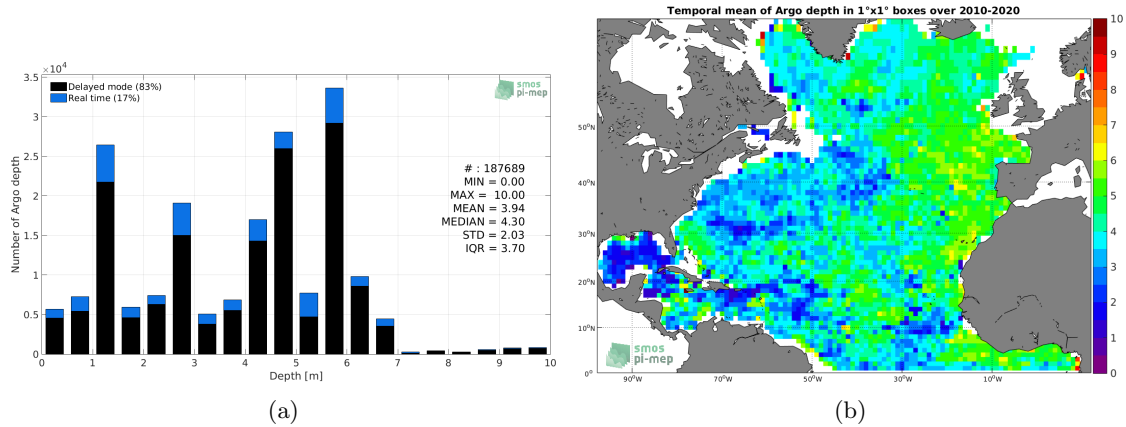 ×10⁴
3.5
3
2.5
2
1.5
1
0.5
0
Number of Argo depth
Delayed mode (83%)
Real time (17%)
smos
pi-mep
# : 187689
MIN = 0.00
MAX = 10.00
MEAN = 3.94
MEDIAN = 4.30
STD = 2.03
IQR = 3.70
0 1 2 3 4 5 6 7 8 9 10
Depth [m]
(a)
Temporal mean of Argo depth in 1°x1° boxes over 2010-2020
50°N
40°N
30°N
20°N
10°N
0°
90°W 70°W 50°W 30°W 10°W
smos
pi-mep
10
9
8
7
6
5
4
3
2
1
0
(b)